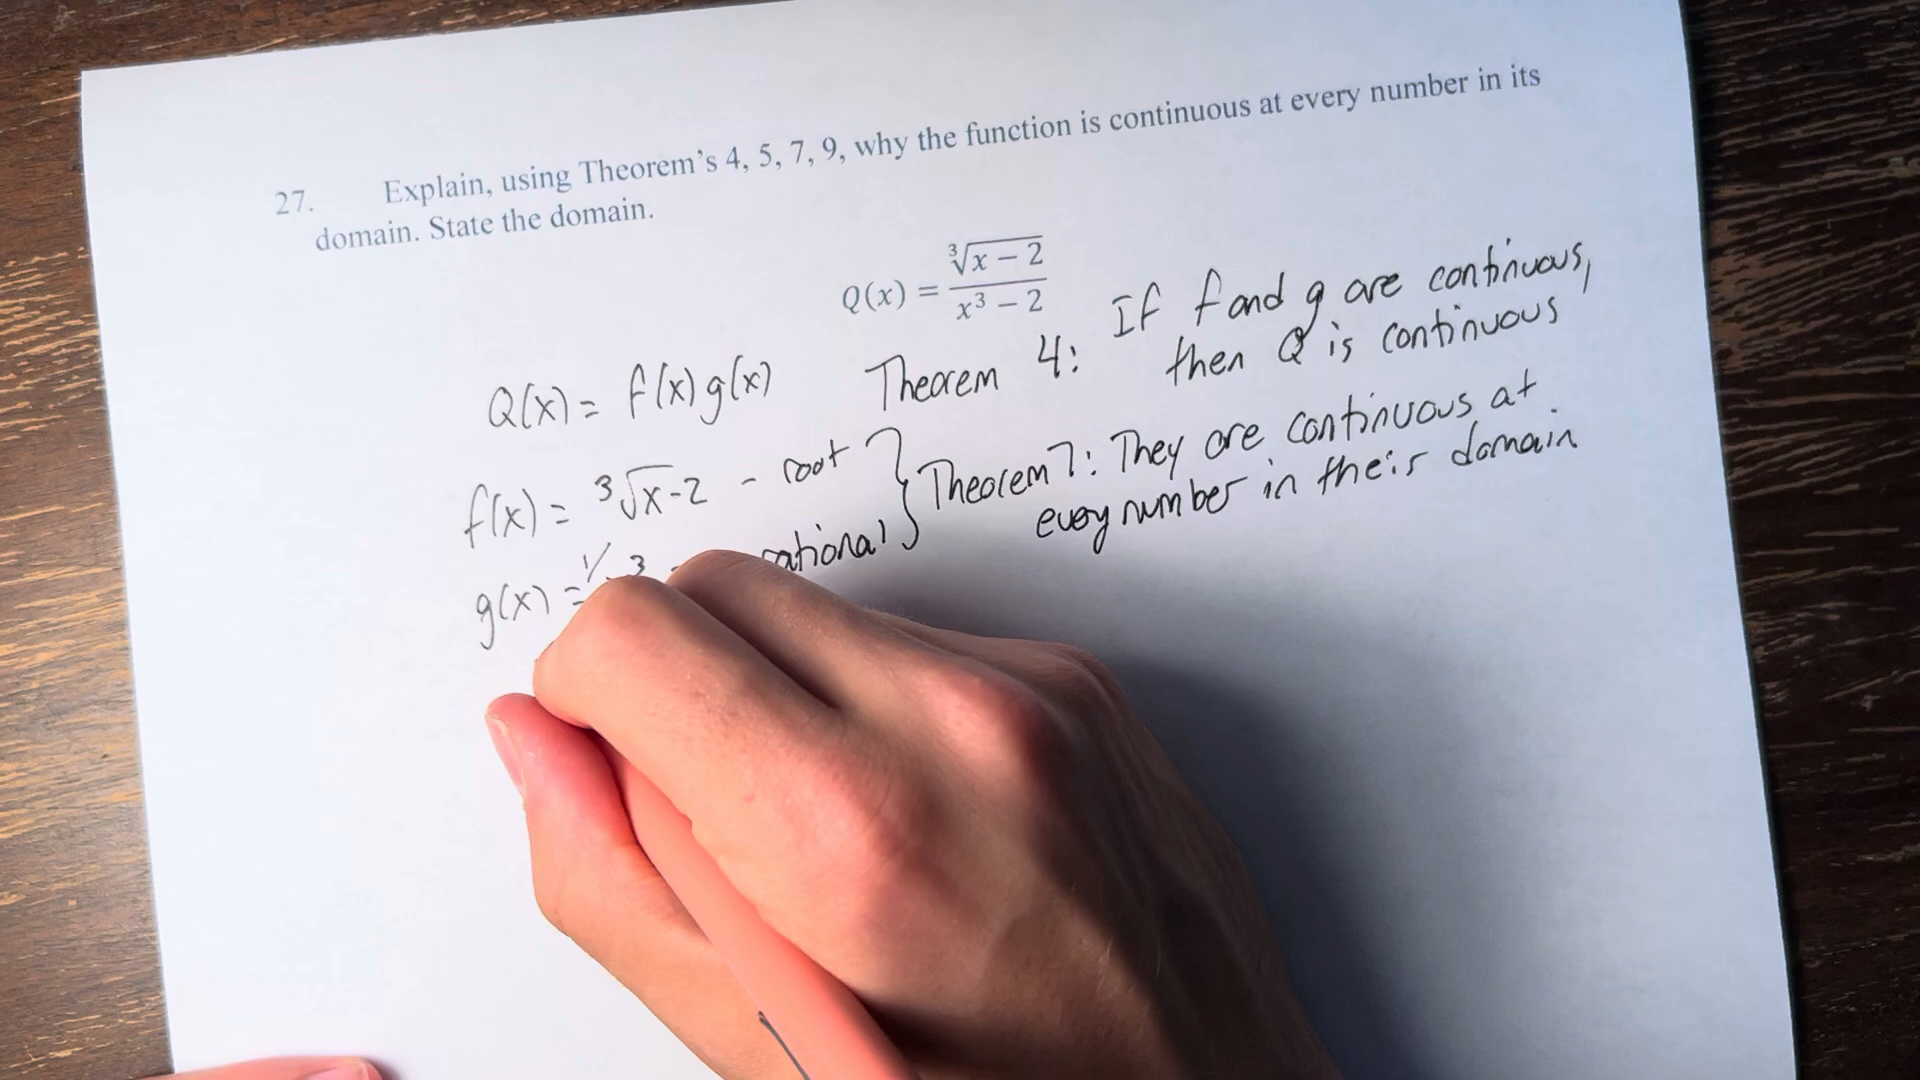 27. Explain, using Theorem's 4, 5, 7, 9, why the function is continuous at every number in its
domain. State the domain.
Q(x) = ∛(x − 2) / (x³ − 2)
Q(x) = f(x) g(x) Theorem 4: If f and g are continuous,
then Q is continuous
f(x) = ³√x-2 - root } Theorem 7: They are continuous at
every number in their domain
g(x) = 1/ 3 rational